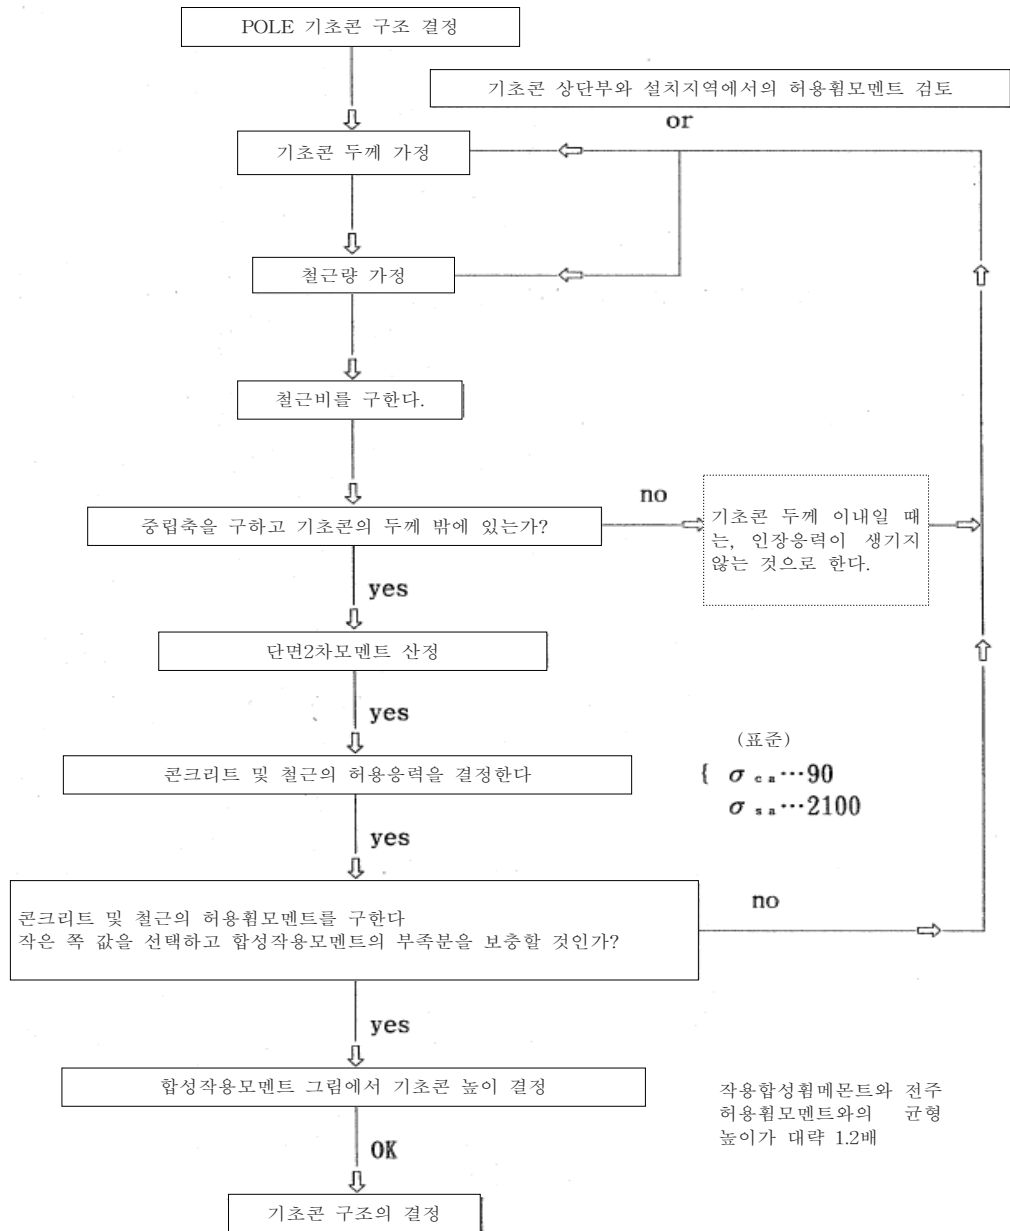 POLE 기초콘 구조 결정
기초콘 상단부와 설치지역에서의 허용휨모멘트 검토
or
기초콘 두께 가정
철근량 가정
철근비를 구한다.
중립축을 구하고 기초콘의 두께 밖에 있는가?
no
기초콘 두께 이내일 때
는, 인장응력이 생기지
않는 것으로 한다.
yes
단면2차모멘트 산정
yes
콘크리트 및 철근의 허용응력을 결정한다
(표준)
{ σ ca…90
σ sa…2100
yes
콘크리트 및 철근의 허용휨모멘트를 구한다
작은 쪽 값을 선택하고 합성작용모멘트의 부족분을 보충할 것인가?
no
yes
합성작용모멘트 그림에서 기초콘 높이 결정
작용합성휨메몬트와 전주
허용휨모멘트와의 균형
높이가 대략 1.2배
OK
기초콘 구조의 결정